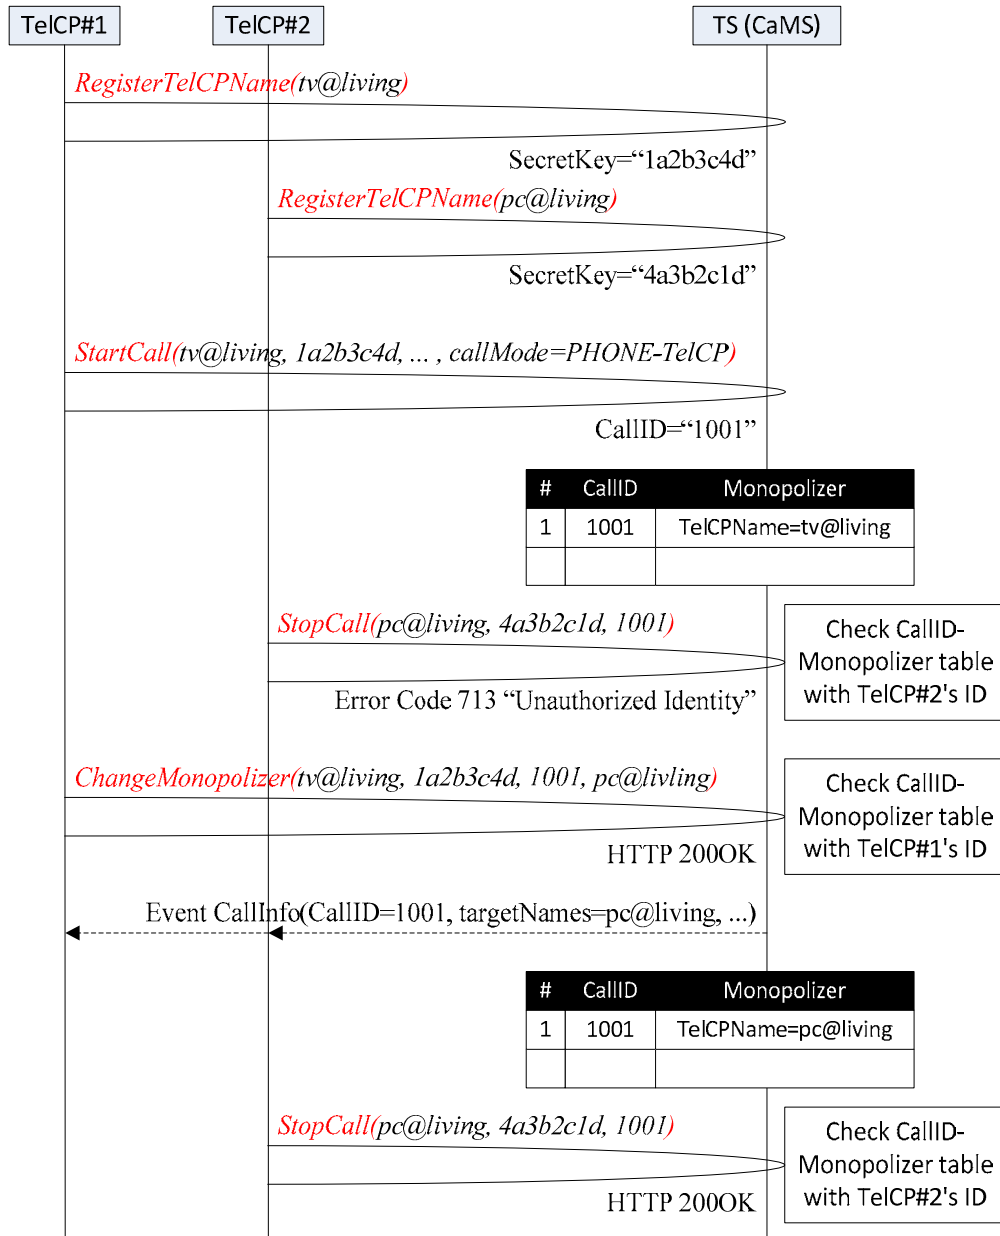 TelCP#1
TelCP#2
TS (CaMS)
RegisterTelCPName(tv@living)
SecretKey=“1a2b3c4d”
RegisterTelCPName(pc@living)
SecretKey=“4a3b2c1d”
StartCall(tv@living, 1a2b3c4d, ... , callMode=PHONE-TelCP)
CallID=“1001”
# CallID Monopolizer
1 1001 TelCPName=tv@living
StopCall(pc@living, 4a3b2c1d, 1001)
Error Code 713 “Unauthorized Identity”
Check CallID-
Monopolizer table
with TelCP#2's ID
ChangeMonopolizer(tv@living, 1a2b3c4d, 1001, pc@livling)
HTTP 200OK
Check CallID-
Monopolizer table
with TelCP#1's ID
Event CallInfo(CallID=1001, targetNames=pc@living, ...)
# CallID Monopolizer
1 1001 TelCPName=pc@living
StopCall(pc@living, 4a3b2c1d, 1001)
HTTP 200OK
Check CallID-
Monopolizer table
with TelCP#2's ID